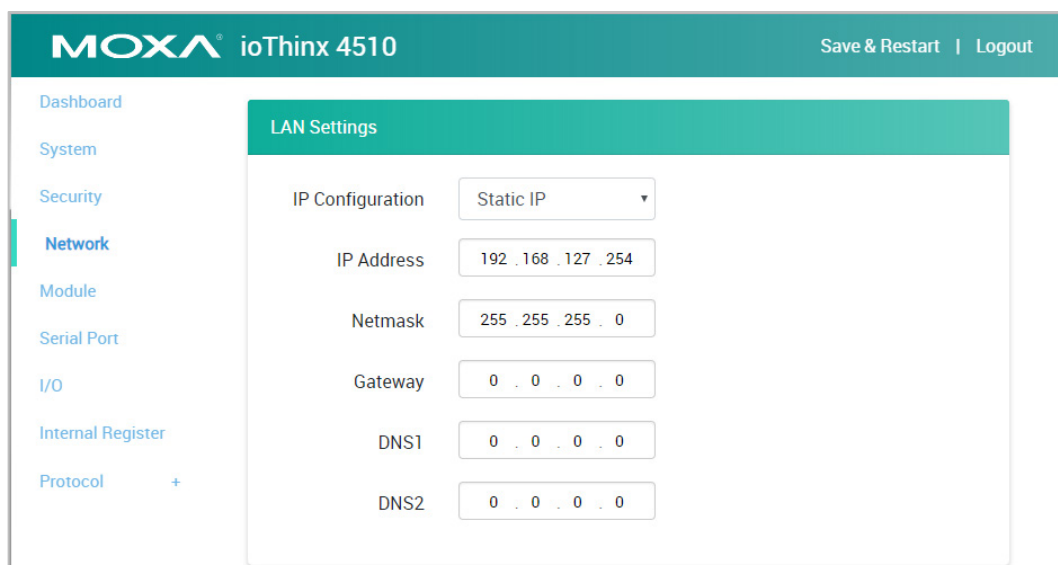 MOXA® ioThinx 4510
Save & Restart | Logout
Dashboard
System
Security
Network
Module
Serial Port
I/O
Internal Register
Protocol +
LAN Settings
IP Configuration Static IP
IP Address 192 . 168 . 127 . 254
Netmask 255 . 255 . 255 . 0
Gateway 0 . 0 . 0 . 0
DNS1 0 . 0 . 0 . 0
DNS2 0 . 0 . 0 . 0